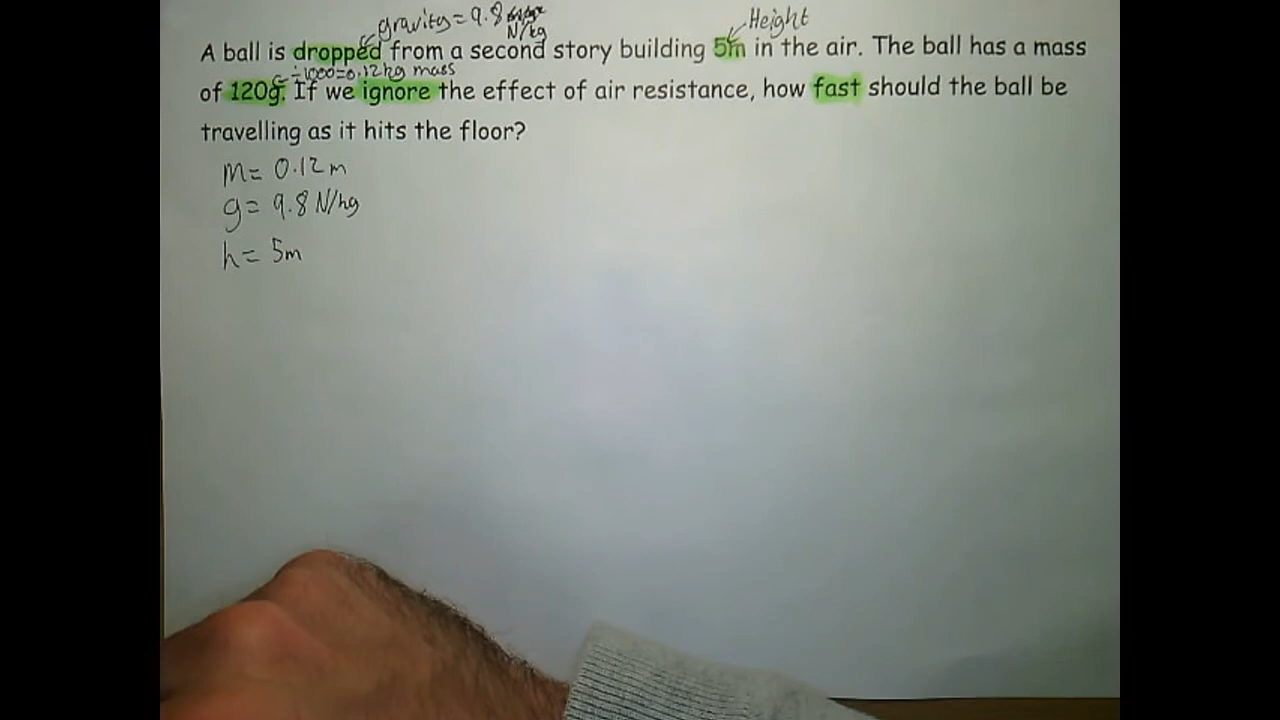 gravity = 9.8 N/kg
Height
A ball is dropped from a second story building 5m in the air. The ball has a mass
÷1000=0.12kg mass
of 120g. If we ignore the effect of air resistance, how fast should the ball be
travelling as it hits the floor?
m= 0.12m
g= 9.8 N/kg
h= 5m